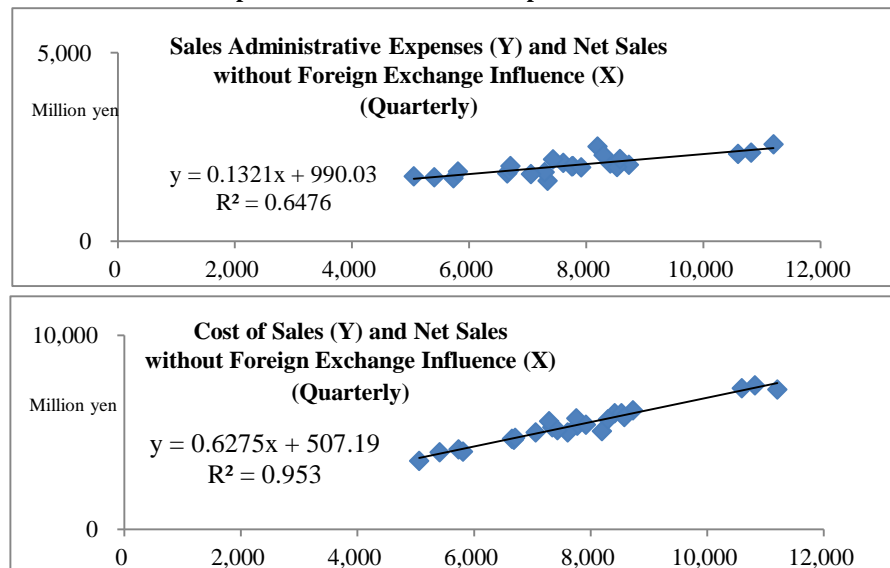 Sales Administrative Expenses (Y) and Net Sales
without Foreign Exchange Influence (X)
(Quarterly)
5,000
Million yen
y = 0.1321x + 990.03
R² = 0.6476
0
0 2,000 4,000 6,000 8,000 10,000 12,000
Cost of Sales (Y) and Net Sales
without Foreign Exchange Influence (X)
(Quarterly)
10,000
Million yen
y = 0.6275x + 507.19
R² = 0.953
0
0 2,000 4,000 6,000 8,000 10,000 12,000